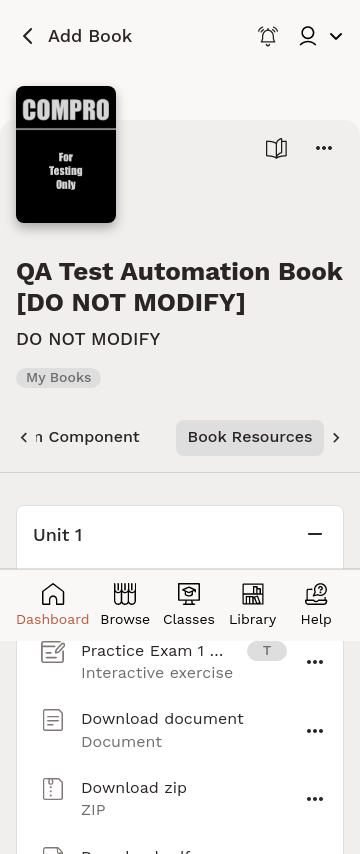 Add Book
COMPRO
For
Testing
Only
QA Test Automation Book
[DO NOT MODIFY]
DO NOT MODIFY
My Books
n Component
Book Resources
Unit 1
Dashboard
Browse
Classes
Library
Help
Practice Exam 1 ...
T
Interactive exercise
Download document
Document
Download zip
ZIP